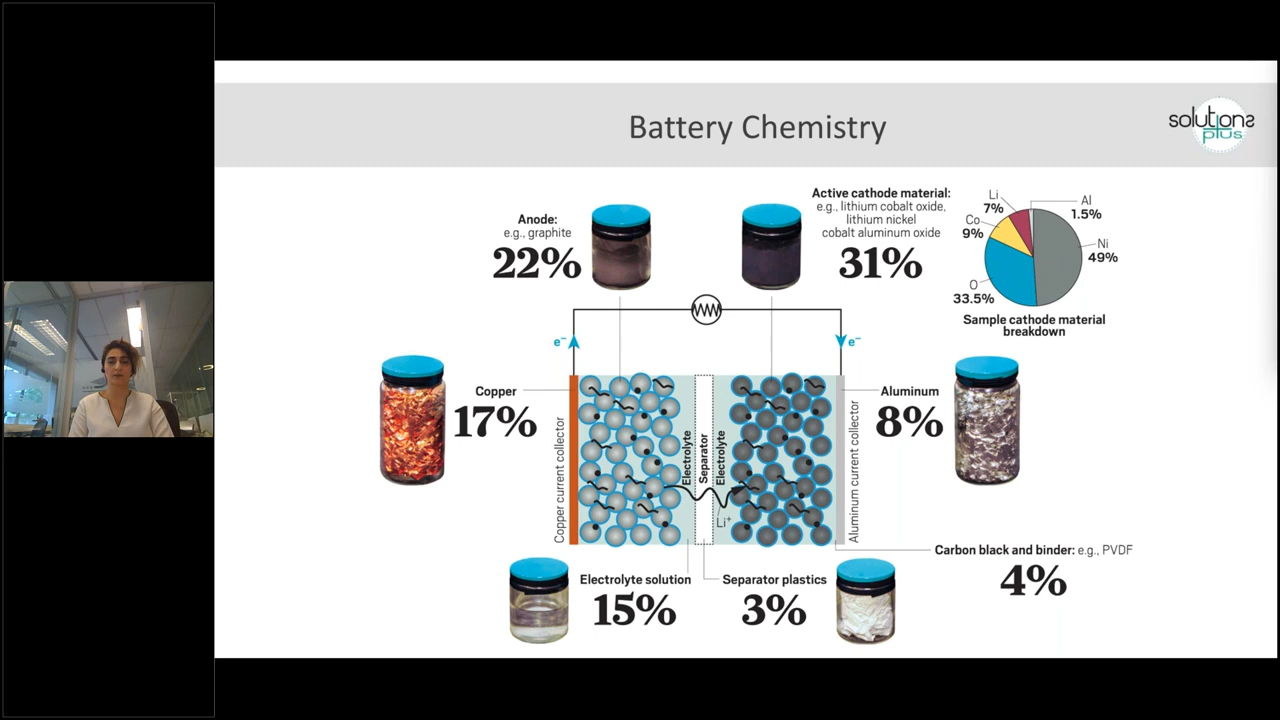 Battery Chemistry
solutions
plus
Anode:
e.g., graphite
22%
Active cathode material:
e.g., lithium cobalt oxide,
lithium nickel
cobalt aluminum oxide
31%
Li
7%
Al
1.5%
Co
9%
Ni
49%
O
33.5%
Sample cathode material
breakdown
e⁻
e⁻
Copper
17%
Aluminum
8%
Copper current collector
Electrolyte
Separator
Electrolyte
Li⁺
Aluminum current collector
Carbon black and binder: e.g., PVDF
4%
Electrolyte solution
15%
Separator plastics
3%